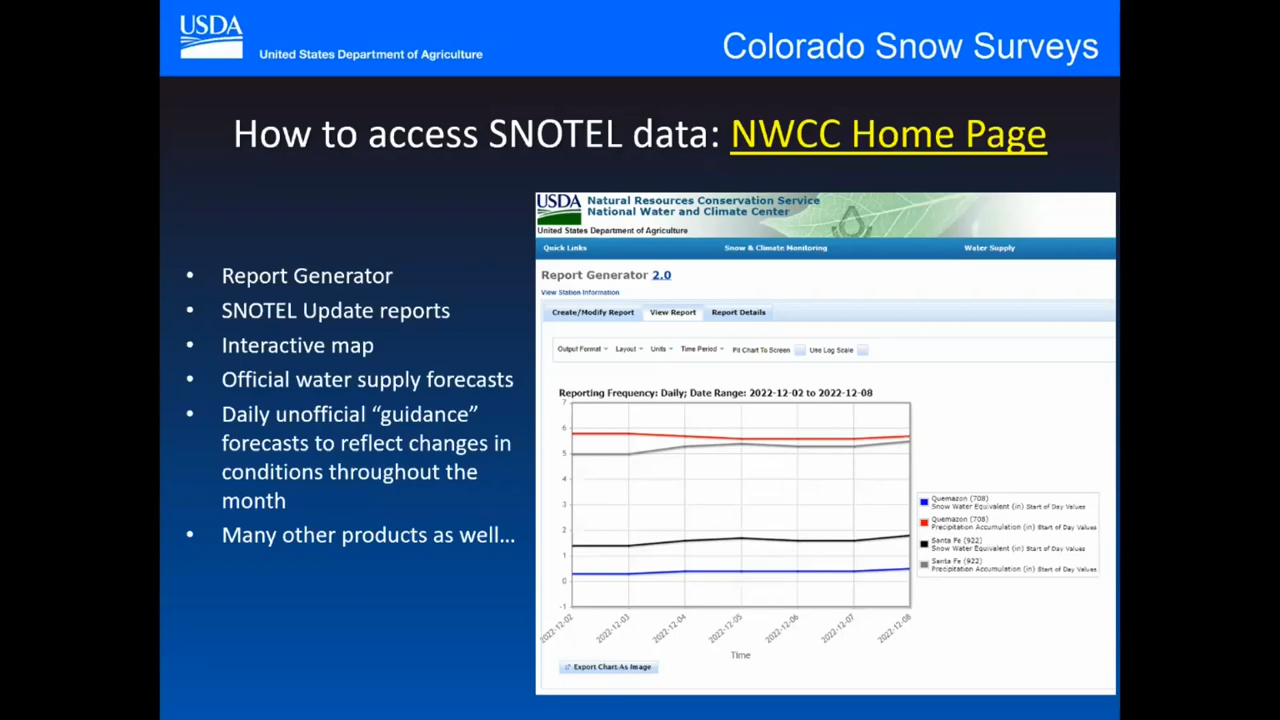 USDA
United States Department of Agriculture
Colorado Snow Surveys
How to access SNOTEL data: NWCC Home Page
• Report Generator
• SNOTEL Update reports
• Interactive map
• Official water supply forecasts
• Daily unofficial “guidance”
forecasts to reflect changes in
conditions throughout the
month
• Many other products as well…
USDA
Natural Resources Conservation Service
National Water and Climate Center
United States Department of Agriculture
Quick Links
Snow & Climate Monitoring
Water Supply
Report Generator 2.0
View Station Information
Create/Modify Report
View Report
Report Details
Output Format
Layout
Units
Time Period
Fit Chart To Screen
Use Log Scale
Reporting Frequency: Daily; Date Range: 2022-12-02 to 2022-12-08
7
6
5
4
3
2
1
0
-1
2022-12-02
2022-12-03
2022-12-04
2022-12-05
2022-12-06
2022-12-07
2022-12-08
Time
Quemazon (708)
Snow Water Equivalent (in) Start of Day Values
Quemazon (708)
Precipitation Accumulation (in) Start of Day Values
Santa Fe (922)
Snow Water Equivalent (in) Start of Day Values
Santa Fe (922)
Precipitation Accumulation (in) Start of Day Values
Export Chart As Image